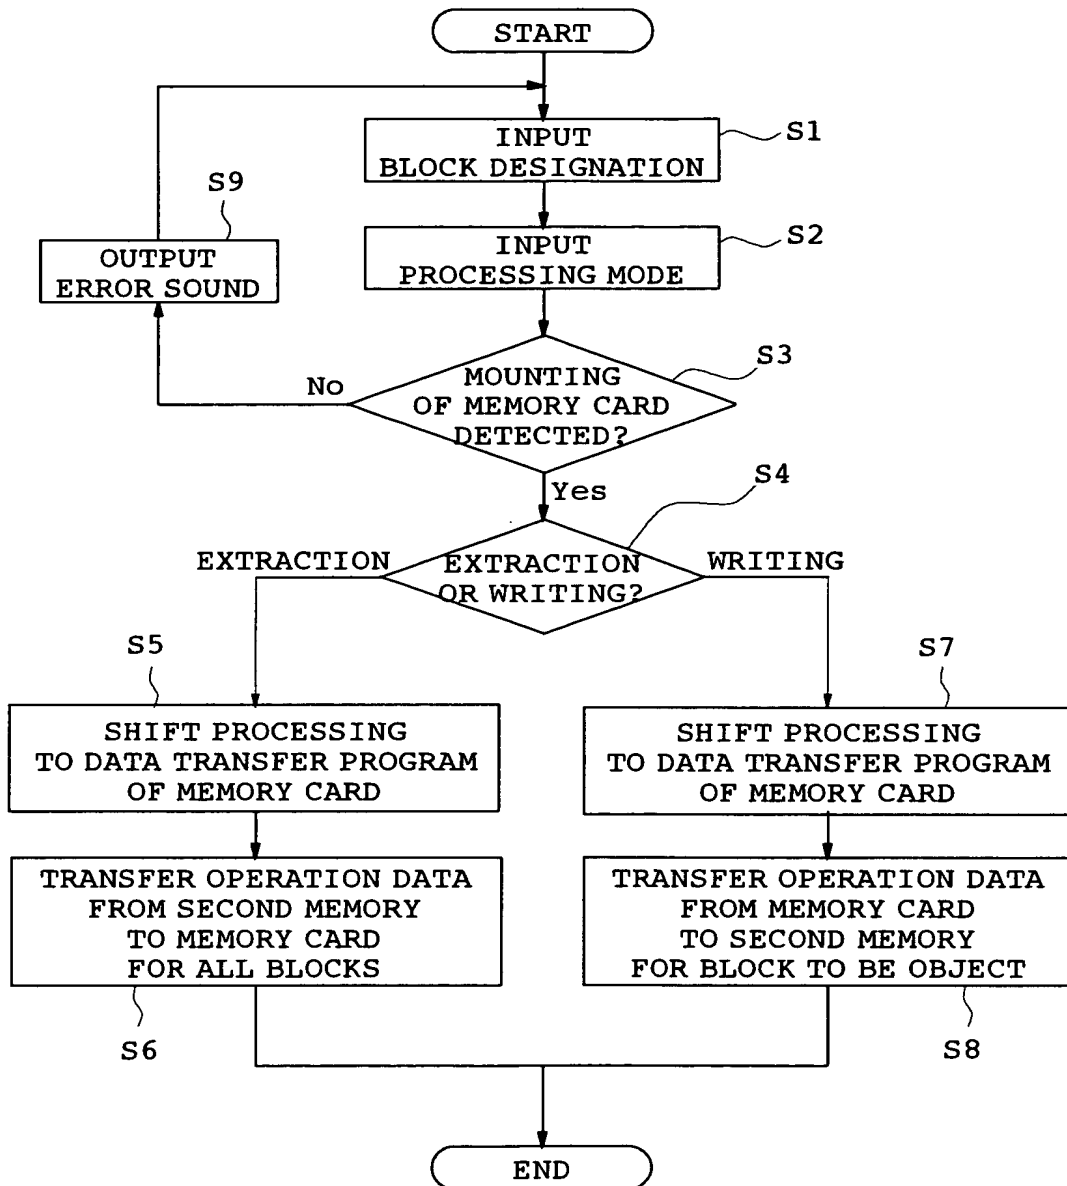 START
INPUT
BLOCK DESIGNATION
S1
S9
INPUT
PROCESSING MODE
S2
OUTPUT
ERROR SOUND
MOUNTING
OF MEMORY CARD
DETECTED?
S3
No
Yes
S4
EXTRACTION
EXTRACTION
OR WRITING?
WRITING
S5
S7
SHIFT PROCESSING
TO DATA TRANSFER PROGRAM
OF MEMORY CARD
SHIFT PROCESSING
TO DATA TRANSFER PROGRAM
OF MEMORY CARD
TRANSFER OPERATION DATA
FROM SECOND MEMORY
TO MEMORY CARD
FOR ALL BLOCKS
TRANSFER OPERATION DATA
FROM MEMORY CARD
TO SECOND MEMORY
FOR BLOCK TO BE OBJECT
S6
S8
END